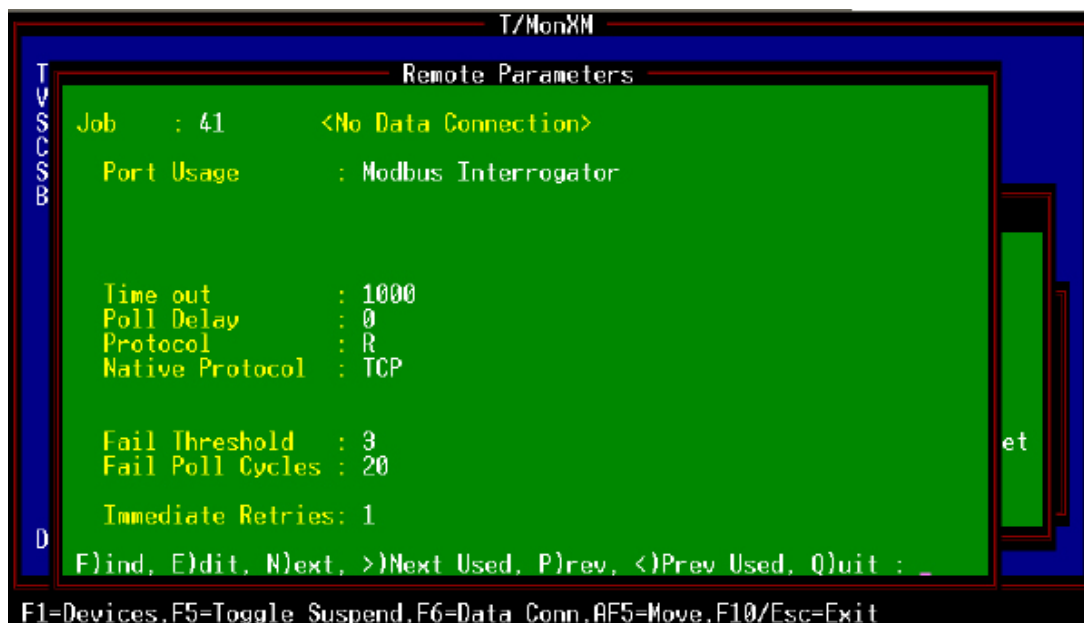 T/MonXM
Remote Parameters
T
V
S
C
S
B
D
Job : 41 <No Data Connection>
Port Usage : Modbus Interrogator
Time out : 1000
Poll Delay : 0
Protocol : R
Native Protocol : TCP
Fail Threshold : 3
et
Fail Poll Cycles : 20
Immediate Retries: 1
F)ind, E)dit, N)ext, >)Next Used, P)rev, <)Prev Used, Q)uit : _
F1=Devices,F5=Toggle Suspend,F6=Data Conn,AF5=Move,F10/Esc=Exit